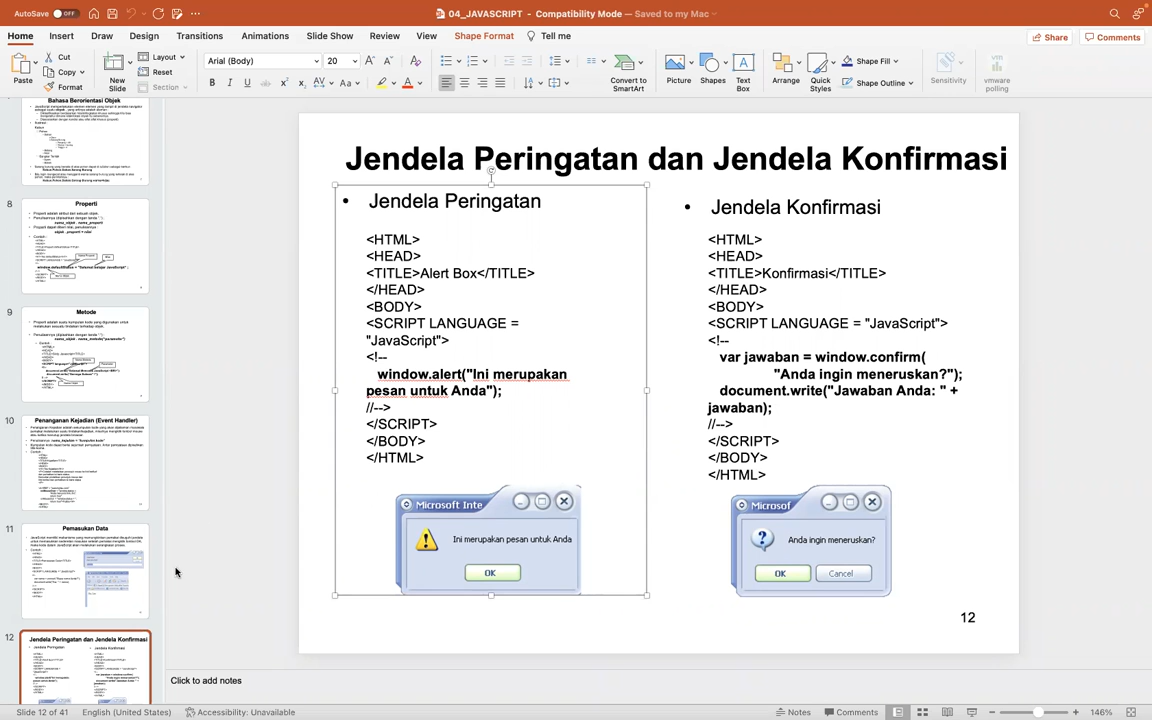 AutoSave OFF
04_JAVASCRIPT - Compatibility Mode — Saved to my Mac
Home Insert Draw Design Transitions Animations Slide Show Review View Shape Format Tell me
Share Comments
Paste
Cut
Copy
Format
New Slide
Layout
Reset
Section
Arial (Body) 20
Convert to SmartArt
Picture
Shapes
Text Box
Arrange
Quick Styles
Shape Fill
Shape Outline
Sensitivity
vmware polling
Bahasa Berorientasi Objek
8
Properti
9
Metode
10
Penanganan Kejadian (Event Handler)
11
Pemasukan Data
12
Jendela Peringatan dan Jendela Konfirmasi
Jendela Peringatan dan Jendela Konfirmasi
• Jendela Peringatan
<HTML>
<HEAD>
<TITLE>Alert Box</TITLE>
</HEAD>
<BODY>
<SCRIPT LANGUAGE =
"JavaScript">
<!--
window.alert("Ini merupakan
pesan untuk Anda");
//-->
</SCRIPT>
</BODY>
</HTML>
Microsoft Inte
Ini merupakan pesan untuk Anda
OK
• Jendela Konfirmasi
<HTML>
<HEAD>
<TITLE>Konfirmasi</TITLE>
</HEAD>
<BODY>
<SCRIPT LANGUAGE = "JavaScript">
<!--
var jawaban = window.confirm(
"Anda ingin meneruskan?");
document.write("Jawaban Anda: " +
jawaban);
//-->
</SCRIPT>
</BODY>
</HTML>
Microsof
Anda ingin meneruskan?
OK Cancel
12
Click to add notes
Slide 12 of 41 English (United States) Accessibility: Unavailable
Notes Comments 146%